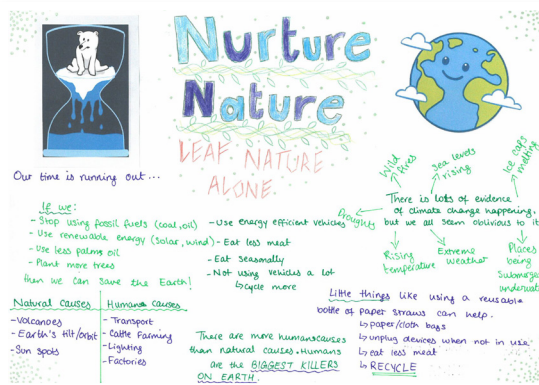 Nurture
Nature
LEAF NATURE
ALONE.
Our time is running out...
Wild fires
Sea levels rising
Ice caps melting
Droughts
There is lots of evidence
of climate change happening,
but we all seem oblivious to it
Rising temperature
Extreme weather
Places being Submerged underwater
If we:
- Stop using fossil fuels (coal, oil)
- Use renewable energy (solar, wind)
- Use less palms oil
- Plant more trees
- Use energy efficient vehicles
- Eat less meat
- Eat seasonally
- Not using vehicles a lot
↳ cycle more
then we can save the Earth!
Natural causes
- Volcanoes
- Earth's tilt/orbit
- Sun spots
Human causes
- Transport
- Cattle Farming
- Lighting
- Factories
There are more human causes
than natural causes. Humans
are the BIGGEST KILLERS
ON EARTH.
Little things like using a reusable
bottle of paper straws can help.
↳ paper/cloth bags
↳ unplug devices when not in use.
↳ eat less meat
↳ RECYCLE